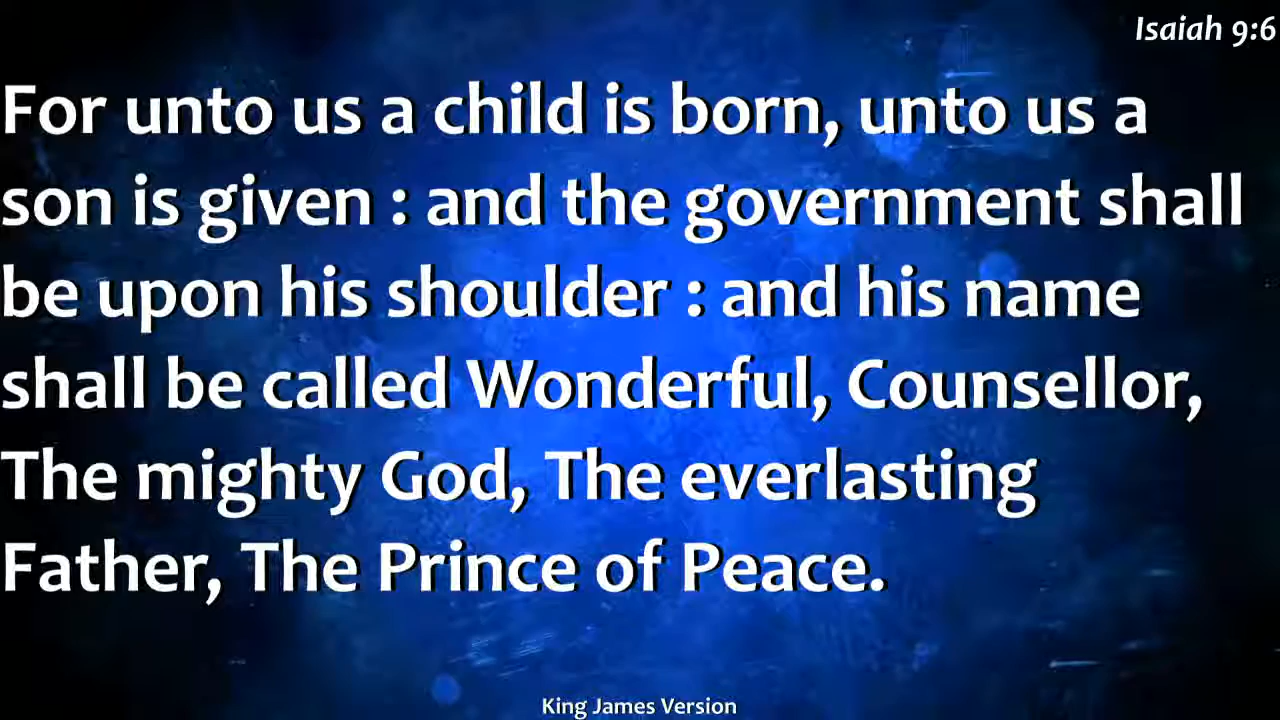 Isaiah 9:6
For unto us a child is born, unto us a
son is given : and the government shall
be upon his shoulder : and his name
shall be called Wonderful, Counsellor,
The mighty God, The everlasting
Father, The Prince of Peace.
King James Version